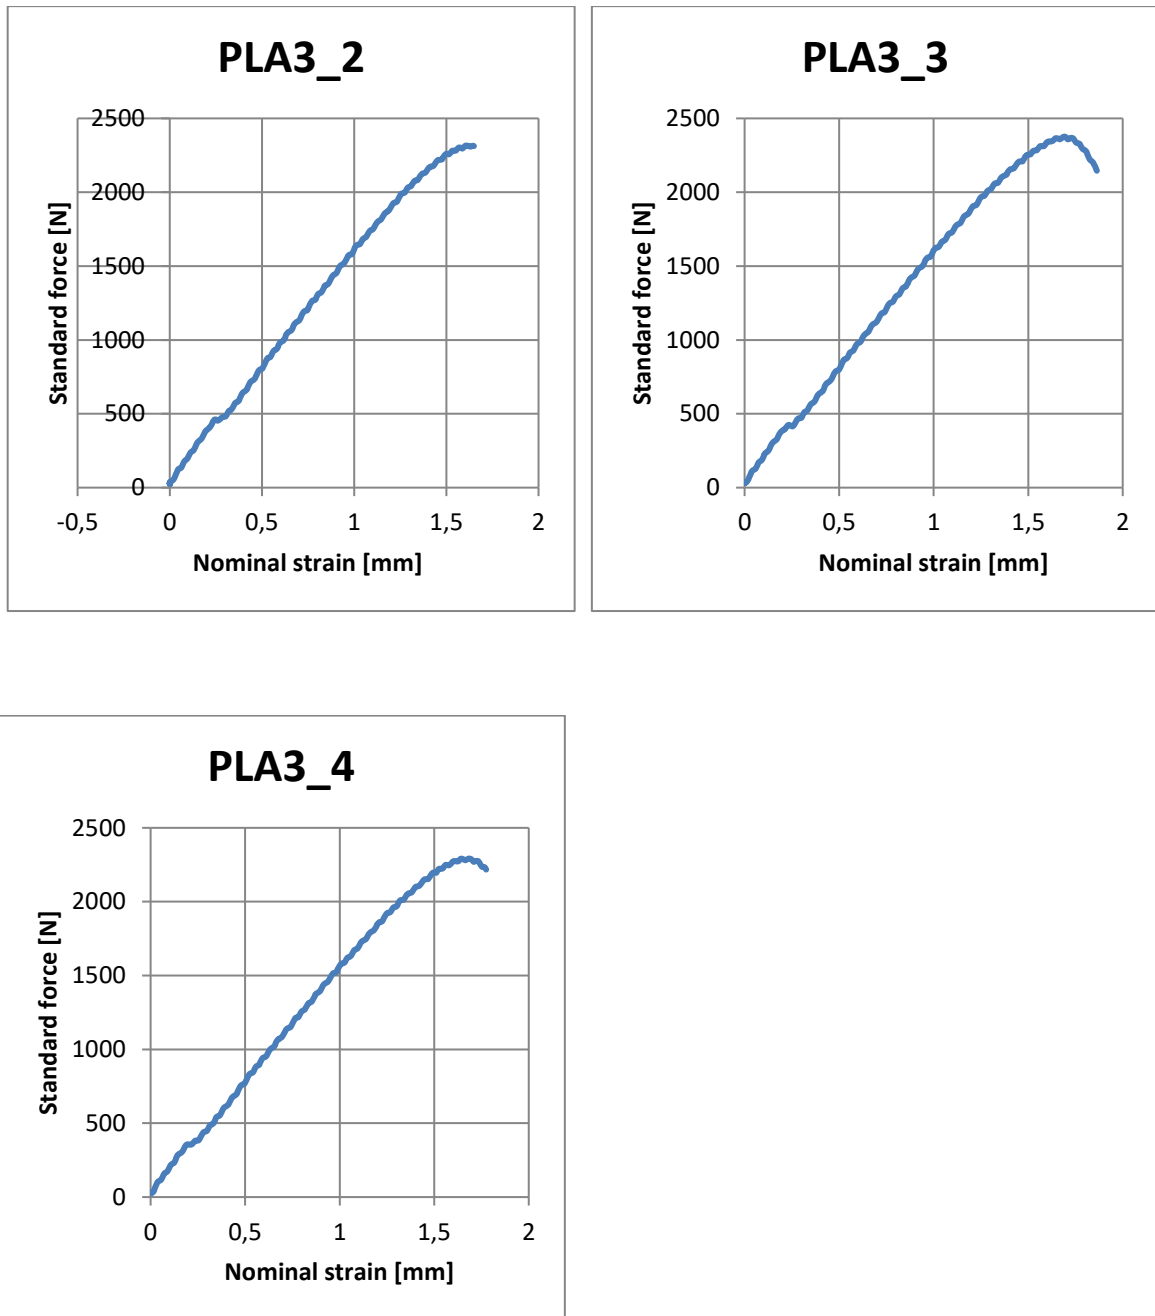 PLA3_2
2500
2000
1500
1000
500
0
-0,5 0 0,5 1 1,5 2
Standard force [N]
Nominal strain [mm]
PLA3_3
2500
2000
1500
1000
500
0
0 0,5 1 1,5 2
Standard force [N]
Nominal strain [mm]
PLA3_4
2500
2000
1500
1000
500
0
0 0,5 1 1,5 2
Standard force [N]
Nominal strain [mm]